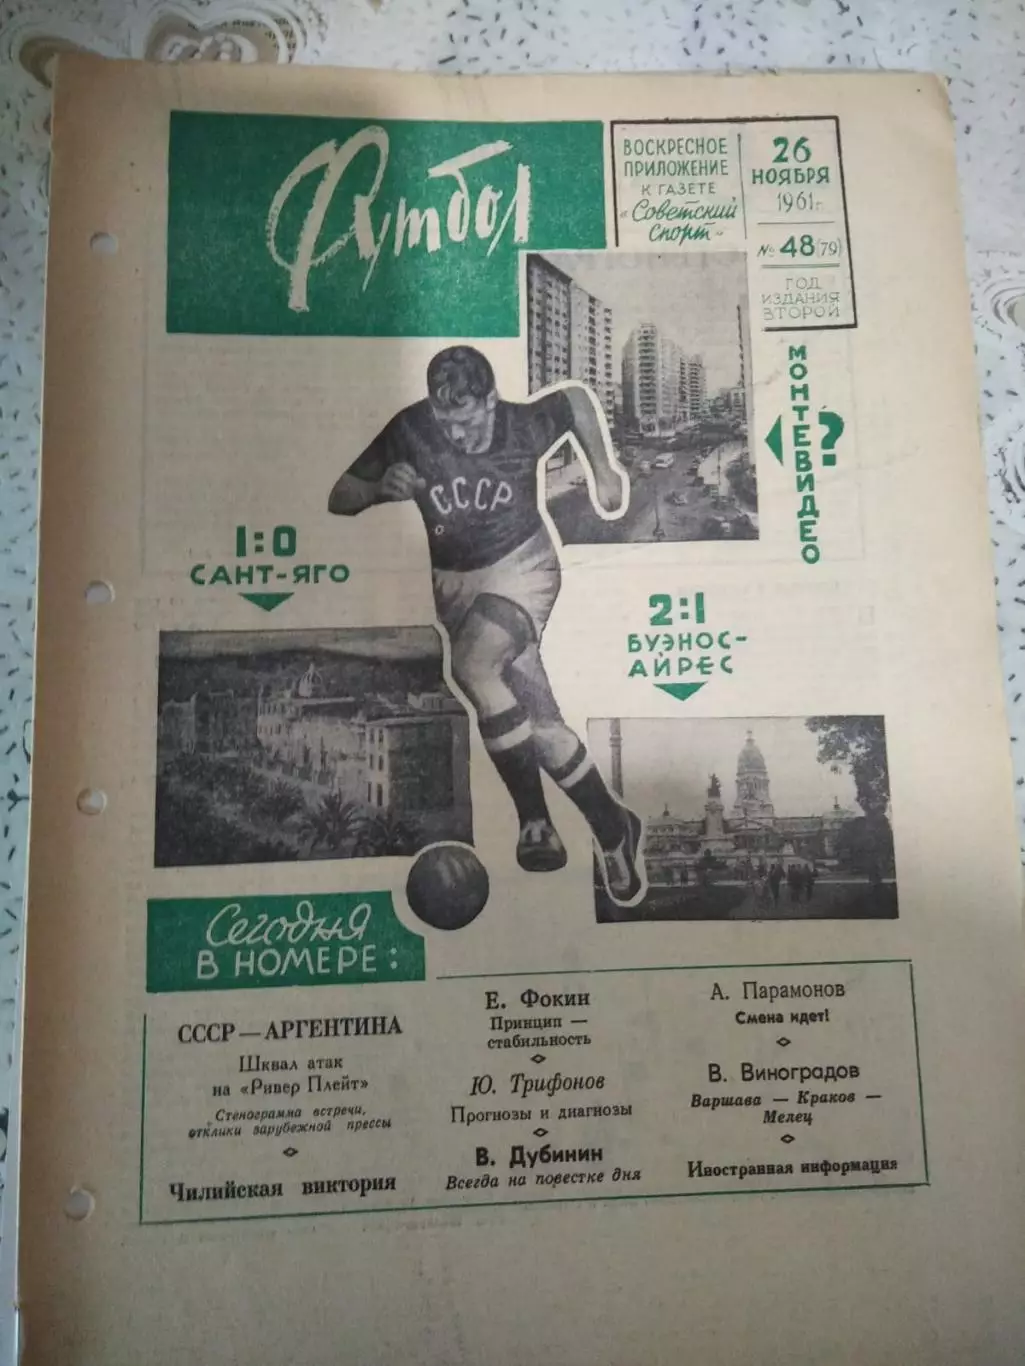 Футбол
ВОСКРЕСНОЕ
ПРИЛОЖЕНИЕ
К ГАЗЕТЕ
"Советский
спорт"
26
НОЯБРЯ
1961г.
№ 48 (79)
ГОД
ИЗДАНИЯ
ВТОРОЙ
МОНТЕВИДЕО
?
СССР
1:0
САНТ-ЯГО
2:1
БУЭНОС-
АЙРЕС
Сегодня
В НОМЕРЕ:
СССР — АРГЕНТИНА
Шквал атак
на «Ривер Плейт»
Стенограмма встречи,
отклики зарубежной прессы
Чилийская виктория
Е. Фокин
Принцип —
стабильность
Ю. Трифонов
Прогнозы и диагнозы
В. Дубинин
Всегда на повестке дня
А. Парамонов
Смена идет!
В. Виноградов
Варшава — Краков —
Мелец
Иностранная информация